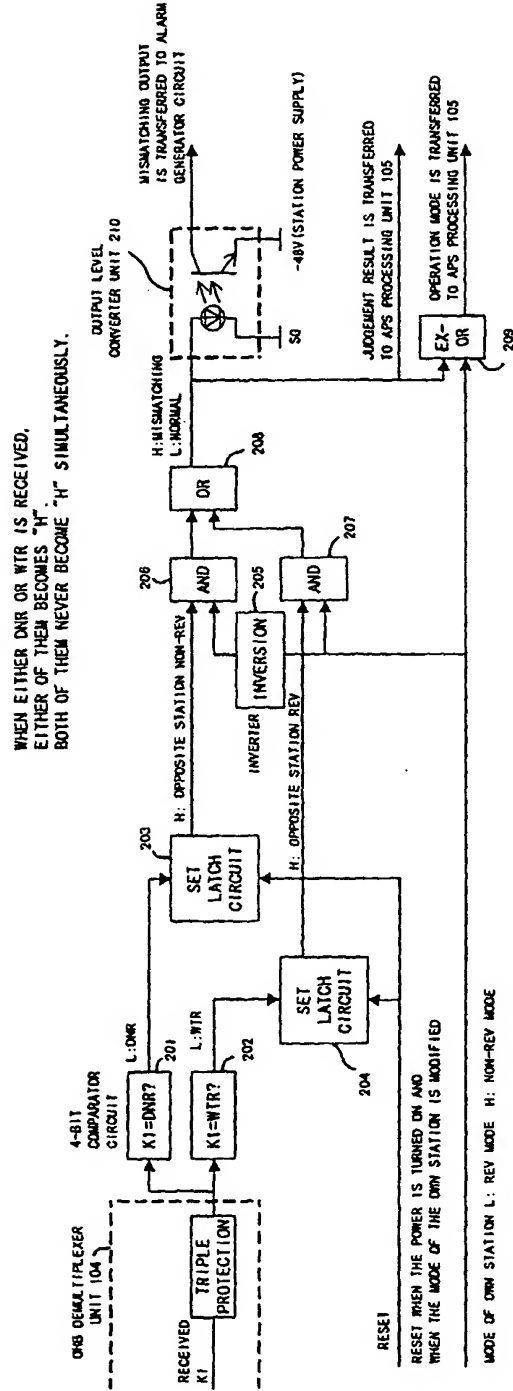 WHEN EITHER DNR OR WTR IS RECEIVED,
EITHER OF THEM BECOMES "H".
BOTH OF THEM NEVER BECOME "H" SIMULTANEOUSLY.
OHB DEMULTIPLEXER
UNIT 104
RECEIVED
K1
TRIPLE
PROTECTION
4-BIT
COMPARATOR
CIRCUIT
K1=DNR?
201
L:DNR
K1=WTR?
202
L:WTR
203
SET
LATCH
CIRCUIT
SET
LATCH
CIRCUIT
204
H: OPPOSITE STATION NON-REV
H: OPPOSITE STATION REV
INVERTER
INVERSION
205
206
AND
AND
207
OR
208
H:MISMATCHING
L:NORMAL
OUTPUT LEVEL
CONVERTER UNIT 210
SG
-48V(STATION POWER SUPPLY)
MISMATCHING OUTPUT
IS TRANSFERRED TO ALARM
GENERATOR CIRCUIT
JUDGEMENT RESULT IS TRANSFERRED
TO APS PROCESSING UNIT 105
EX-
OR
209
OPERATION MODE IS TRANSFERRED
TO APS PROCESSING UNIT 105
RESET
RESET WHEN THE POWER IS TURNED ON AND
WHEN THE MODE OF THE OWN STATION IS MODIFIED
MODE OF OWN STATION L: REV MODE H: NON-REV MODE